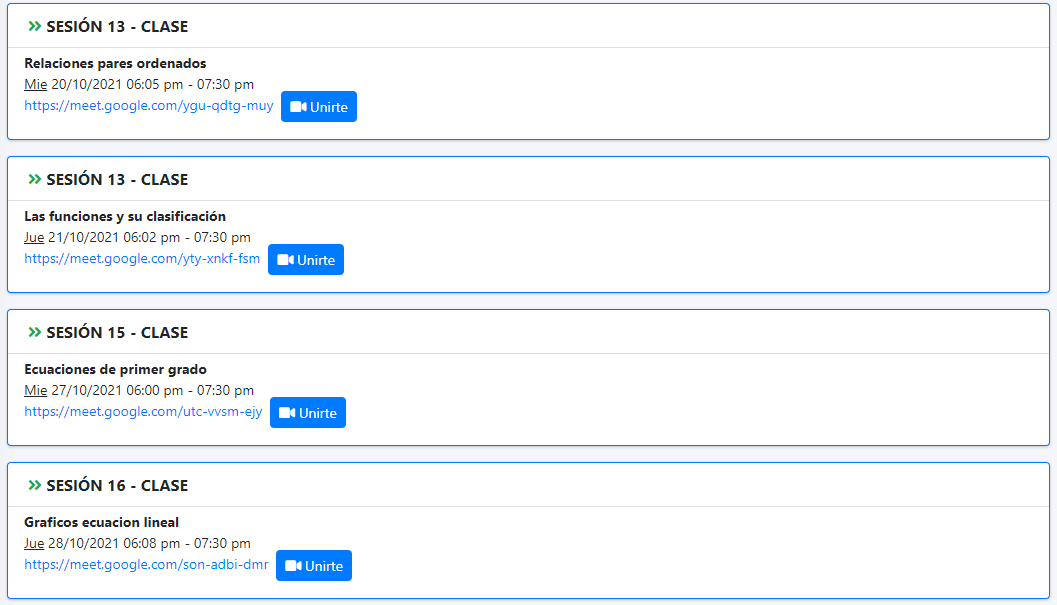 SESIÓN 13 - CLASE
Relaciones pares ordenados
Mie 20/10/2021 06:05 pm - 07:30 pm
https://meet.google.com/ygu-qdtg-muy Unirte
SESIÓN 13 - CLASE
Las funciones y su clasificación
Jue 21/10/2021 06:02 pm - 07:30 pm
https://meet.google.com/yty-xnkf-fsm Unirte
SESIÓN 15 - CLASE
Ecuaciones de primer grado
Mie 27/10/2021 06:00 pm - 07:30 pm
https://meet.google.com/utc-vvsm-ejy Unirte
SESIÓN 16 - CLASE
Graficos ecuacion lineal
Jue 28/10/2021 06:08 pm - 07:30 pm
https://meet.google.com/son-adbi-dmr Unirte